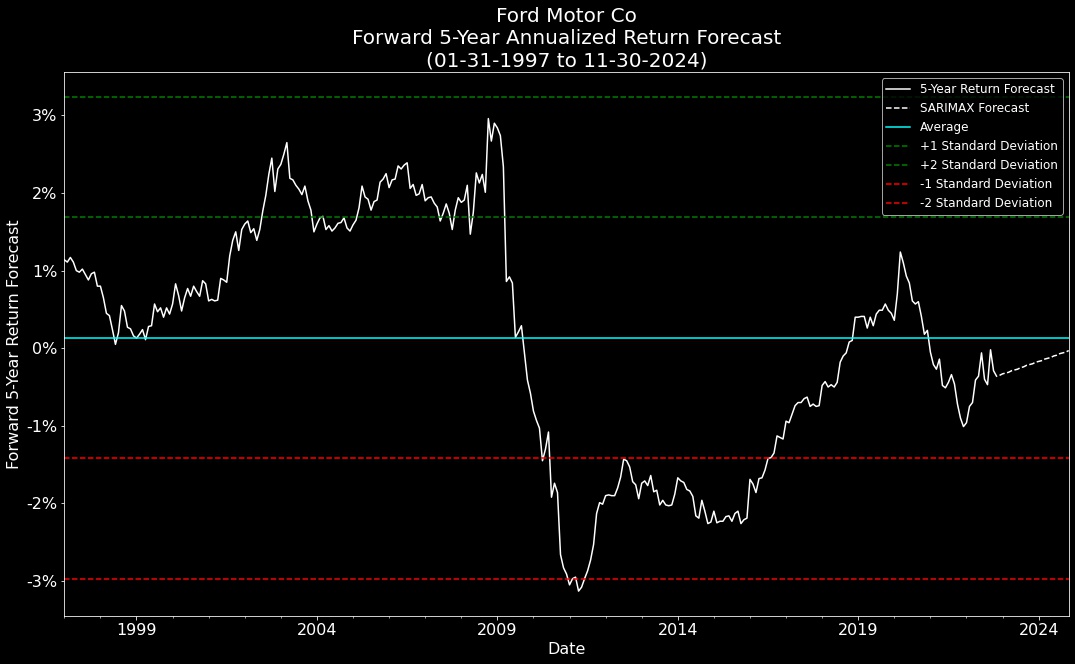 Ford Motor Co
Forward 5-Year Annualized Return Forecast
(01-31-1997 to 11-30-2024)
5-Year Return Forecast
SARIMAX Forecast
Average
+1 Standard Deviation
+2 Standard Deviation
-1 Standard Deviation
-2 Standard Deviation
Forward 5-Year Return Forecast
3%
2%
1%
0%
-1%
-2%
-3%
1999 2004 2009 2014 2019 2024
Date